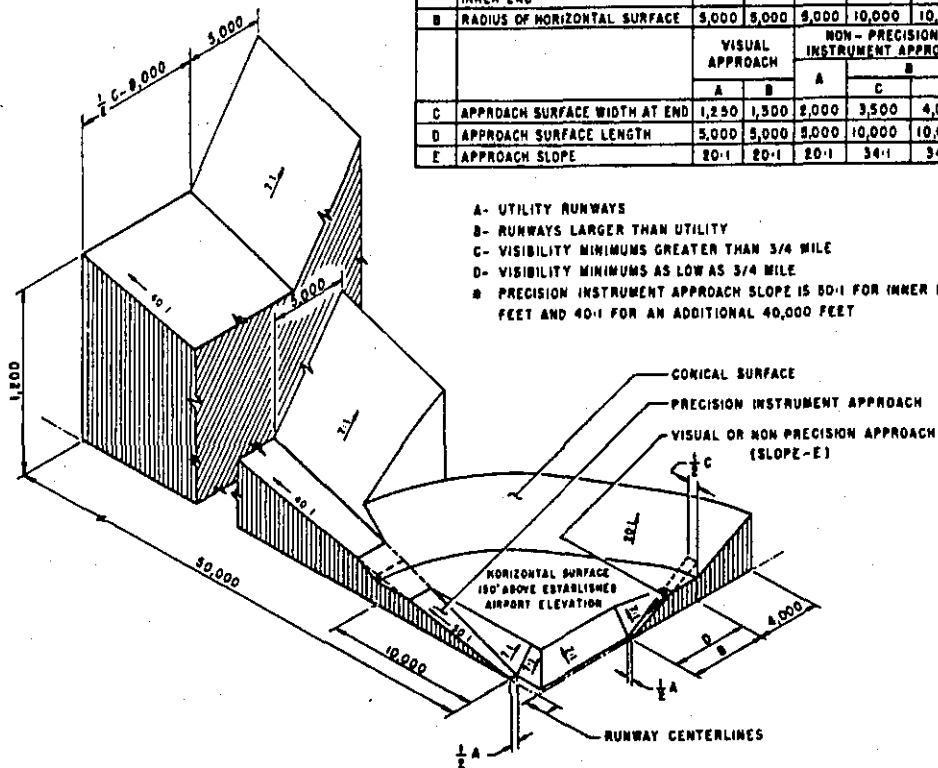 B RADIUS OF HORIZONTAL SURFACE 5,000 5,000 5,000 10,000 10,
VISUAL APPROACH
NON-PRECISION
INSTRUMENT APPRO
A B A B
C
C APPROACH SURFACE WIDTH AT END 1,250 1,500 2,000 3,500 4,0
D APPROACH SURFACE LENGTH 5,000 5,000 5,000 10,000 10,0
E APPROACH SLOPE 20:1 20:1 20:1 34:1 34
A- UTILITY RUNWAYS
B- RUNWAYS LARGER THAN UTILITY
C- VISIBILITY MINIMUMS GREATER THAN 3/4 MILE
D- VISIBILITY MINIMUMS AS LOW AS 3/4 MILE
* PRECISION INSTRUMENT APPROACH SLOPE IS 50:1 FOR INNER
FEET AND 40:1 FOR AN ADDITIONAL 40,000 FEET
5,000
1/2 C-8,000
7:1
40:1
5,000
1,200
7:1
CONICAL SURFACE
PRECISION INSTRUMENT APPROACH
VISUAL OR NON PRECISION APPROACH
(SLOPE-E)
1/2 C
40:1
20:1
50,000
HORIZONTAL SURFACE
150' ABOVE ESTABLISHED
AIRPORT ELEVATION
50:1
7:1
7:1
7:1
7:1
10,000
D
B
4,000
1/2 A
RUNWAY CENTERLINES
1/2 A